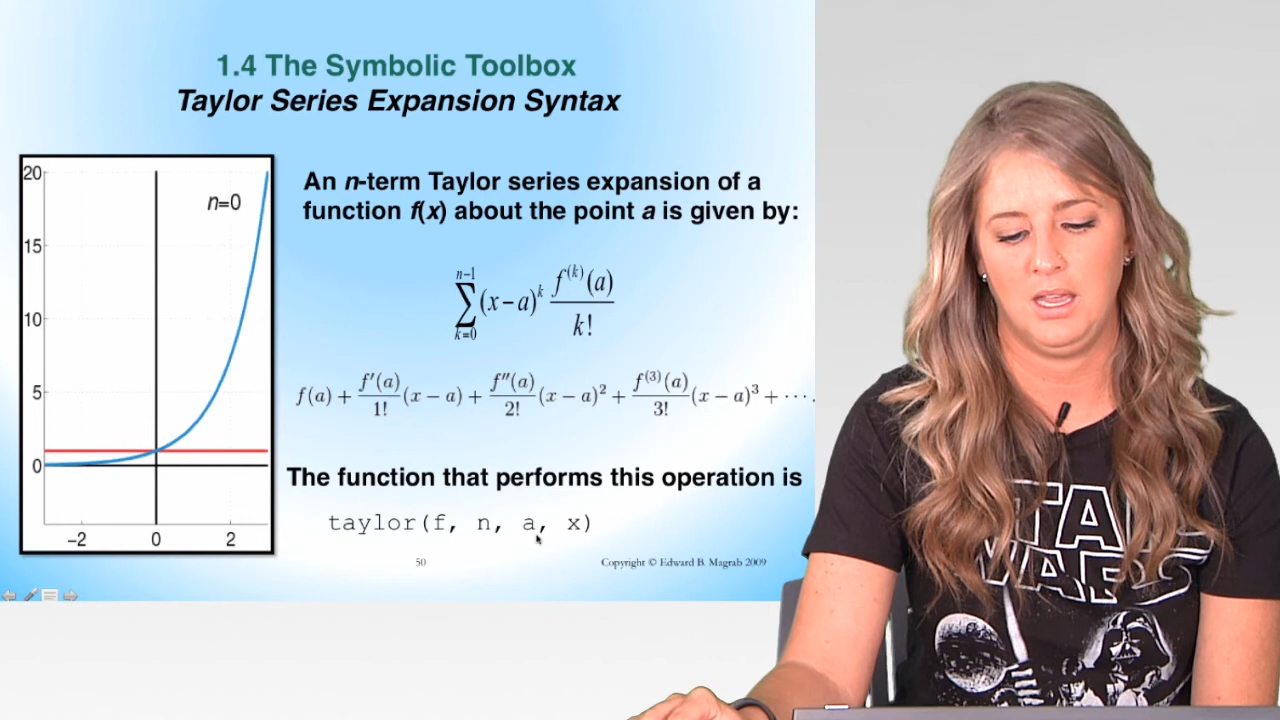 1.4 The Symbolic Toolbox
Taylor Series Expansion Syntax
20
15
10
5
0
−2 0 2
n=0
An n-term Taylor series expansion of a
function f(x) about the point a is given by:
n−1
∑ (x−a)^k f^(k)(a) / k!
k=0
f(a) + f′(a)/1! (x − a) + f″(a)/2! (x − a)² + f^(3)(a)/3! (x − a)³ + ⋯.
The function that performs this operation is
taylor(f, n, a, x)
50
Copyright © Edward B. Magrab 2009
STAR
WARS